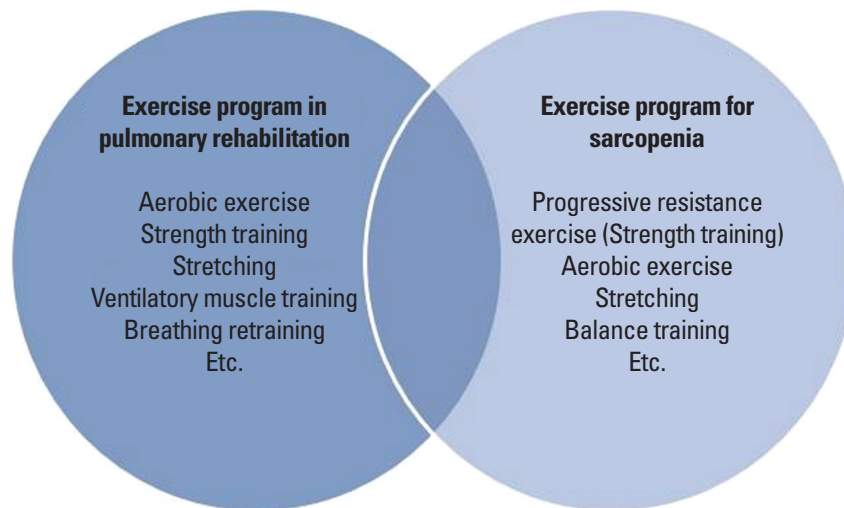 Exercise program in
pulmonary rehabilitation
Aerobic exercise
Strength training
Stretching
Ventilatory muscle training
Breathing retraining
Etc.
Exercise program for
sarcopenia
Progressive resistance
exercise (Strength training)
Aerobic exercise
Stretching
Balance training
Etc.